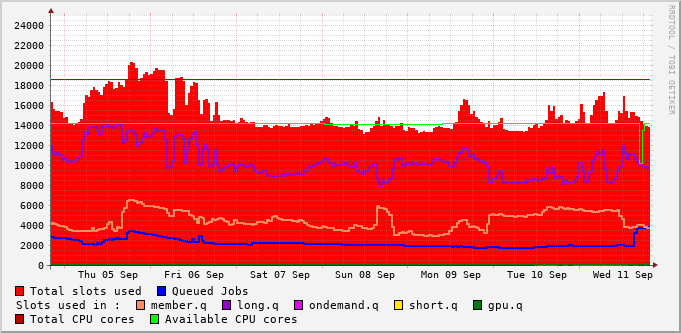 RRDTOOL / TOBI OETIKER
24000
22000
20000
18000
16000
14000
12000
10000
8000
6000
4000
2000
0
Thu 05 Sep Fri 06 Sep Sat 07 Sep Sun 08 Sep Mon 09 Sep Tue 10 Sep Wed 11 Sep
Total slots used Queued Jobs
Slots used in : member.q long.q ondemand.q short.q gpu.q
Total CPU cores Available CPU cores